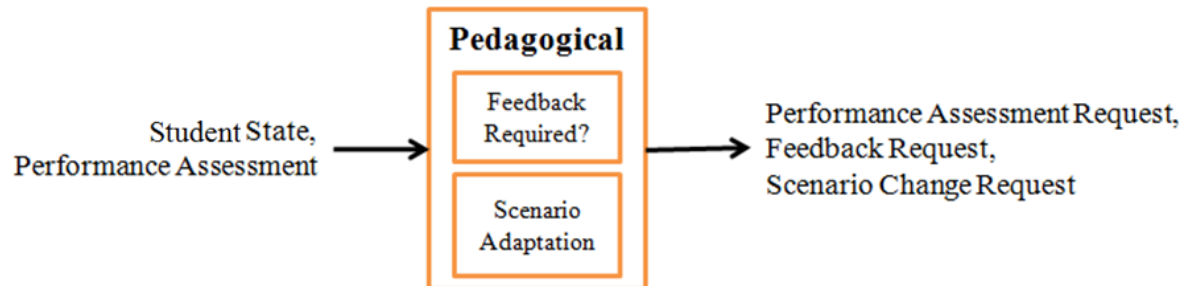 Student State,
Performance Assessment
Pedagogical
Feedback
Required?
Scenario
Adaptation
Performance Assessment Request,
Feedback Request,
Scenario Change Request